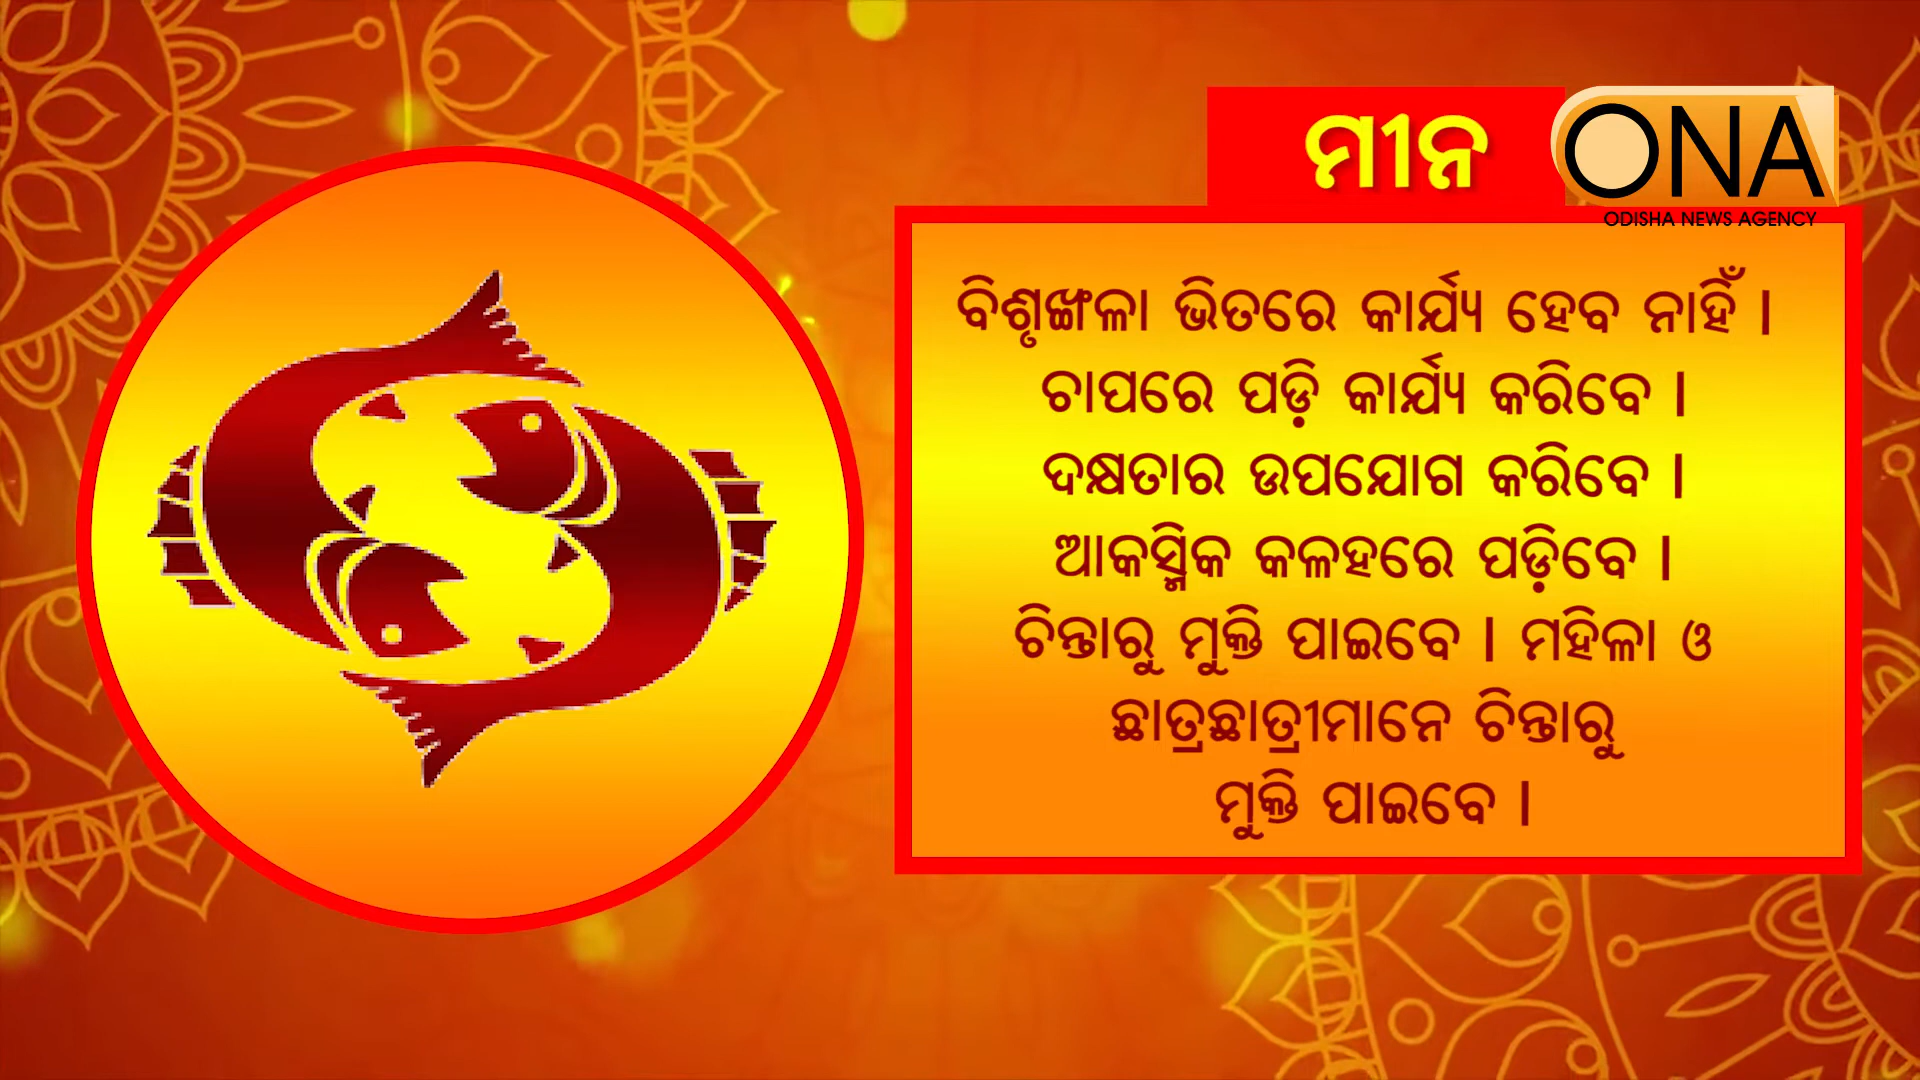 ମୀନ
ONA
ODISHA NEWS AGENCY
ବିଶୃଙ୍ଖଳା ଭିତରେ କାର୍ଯ୍ୟ ହେବ ନାହିଁ |
ଚାପରେ ପଡ଼ି କାର୍ଯ୍ୟ କରିବେ |
ଦକ୍ଷତାର ଉପଯୋଗ କରିବେ |
ଆକସ୍ମିକ କଳହରେ ପଡ଼ିବେ |
ଚିନ୍ତାରୁ ମୁକ୍ତି ପାଇବେ | ମହିଳା ଓ
ଛାତ୍ରଛାତ୍ରୀମାନେ ଚିନ୍ତାରୁ
ମୁକ୍ତି ପାଇବେ |